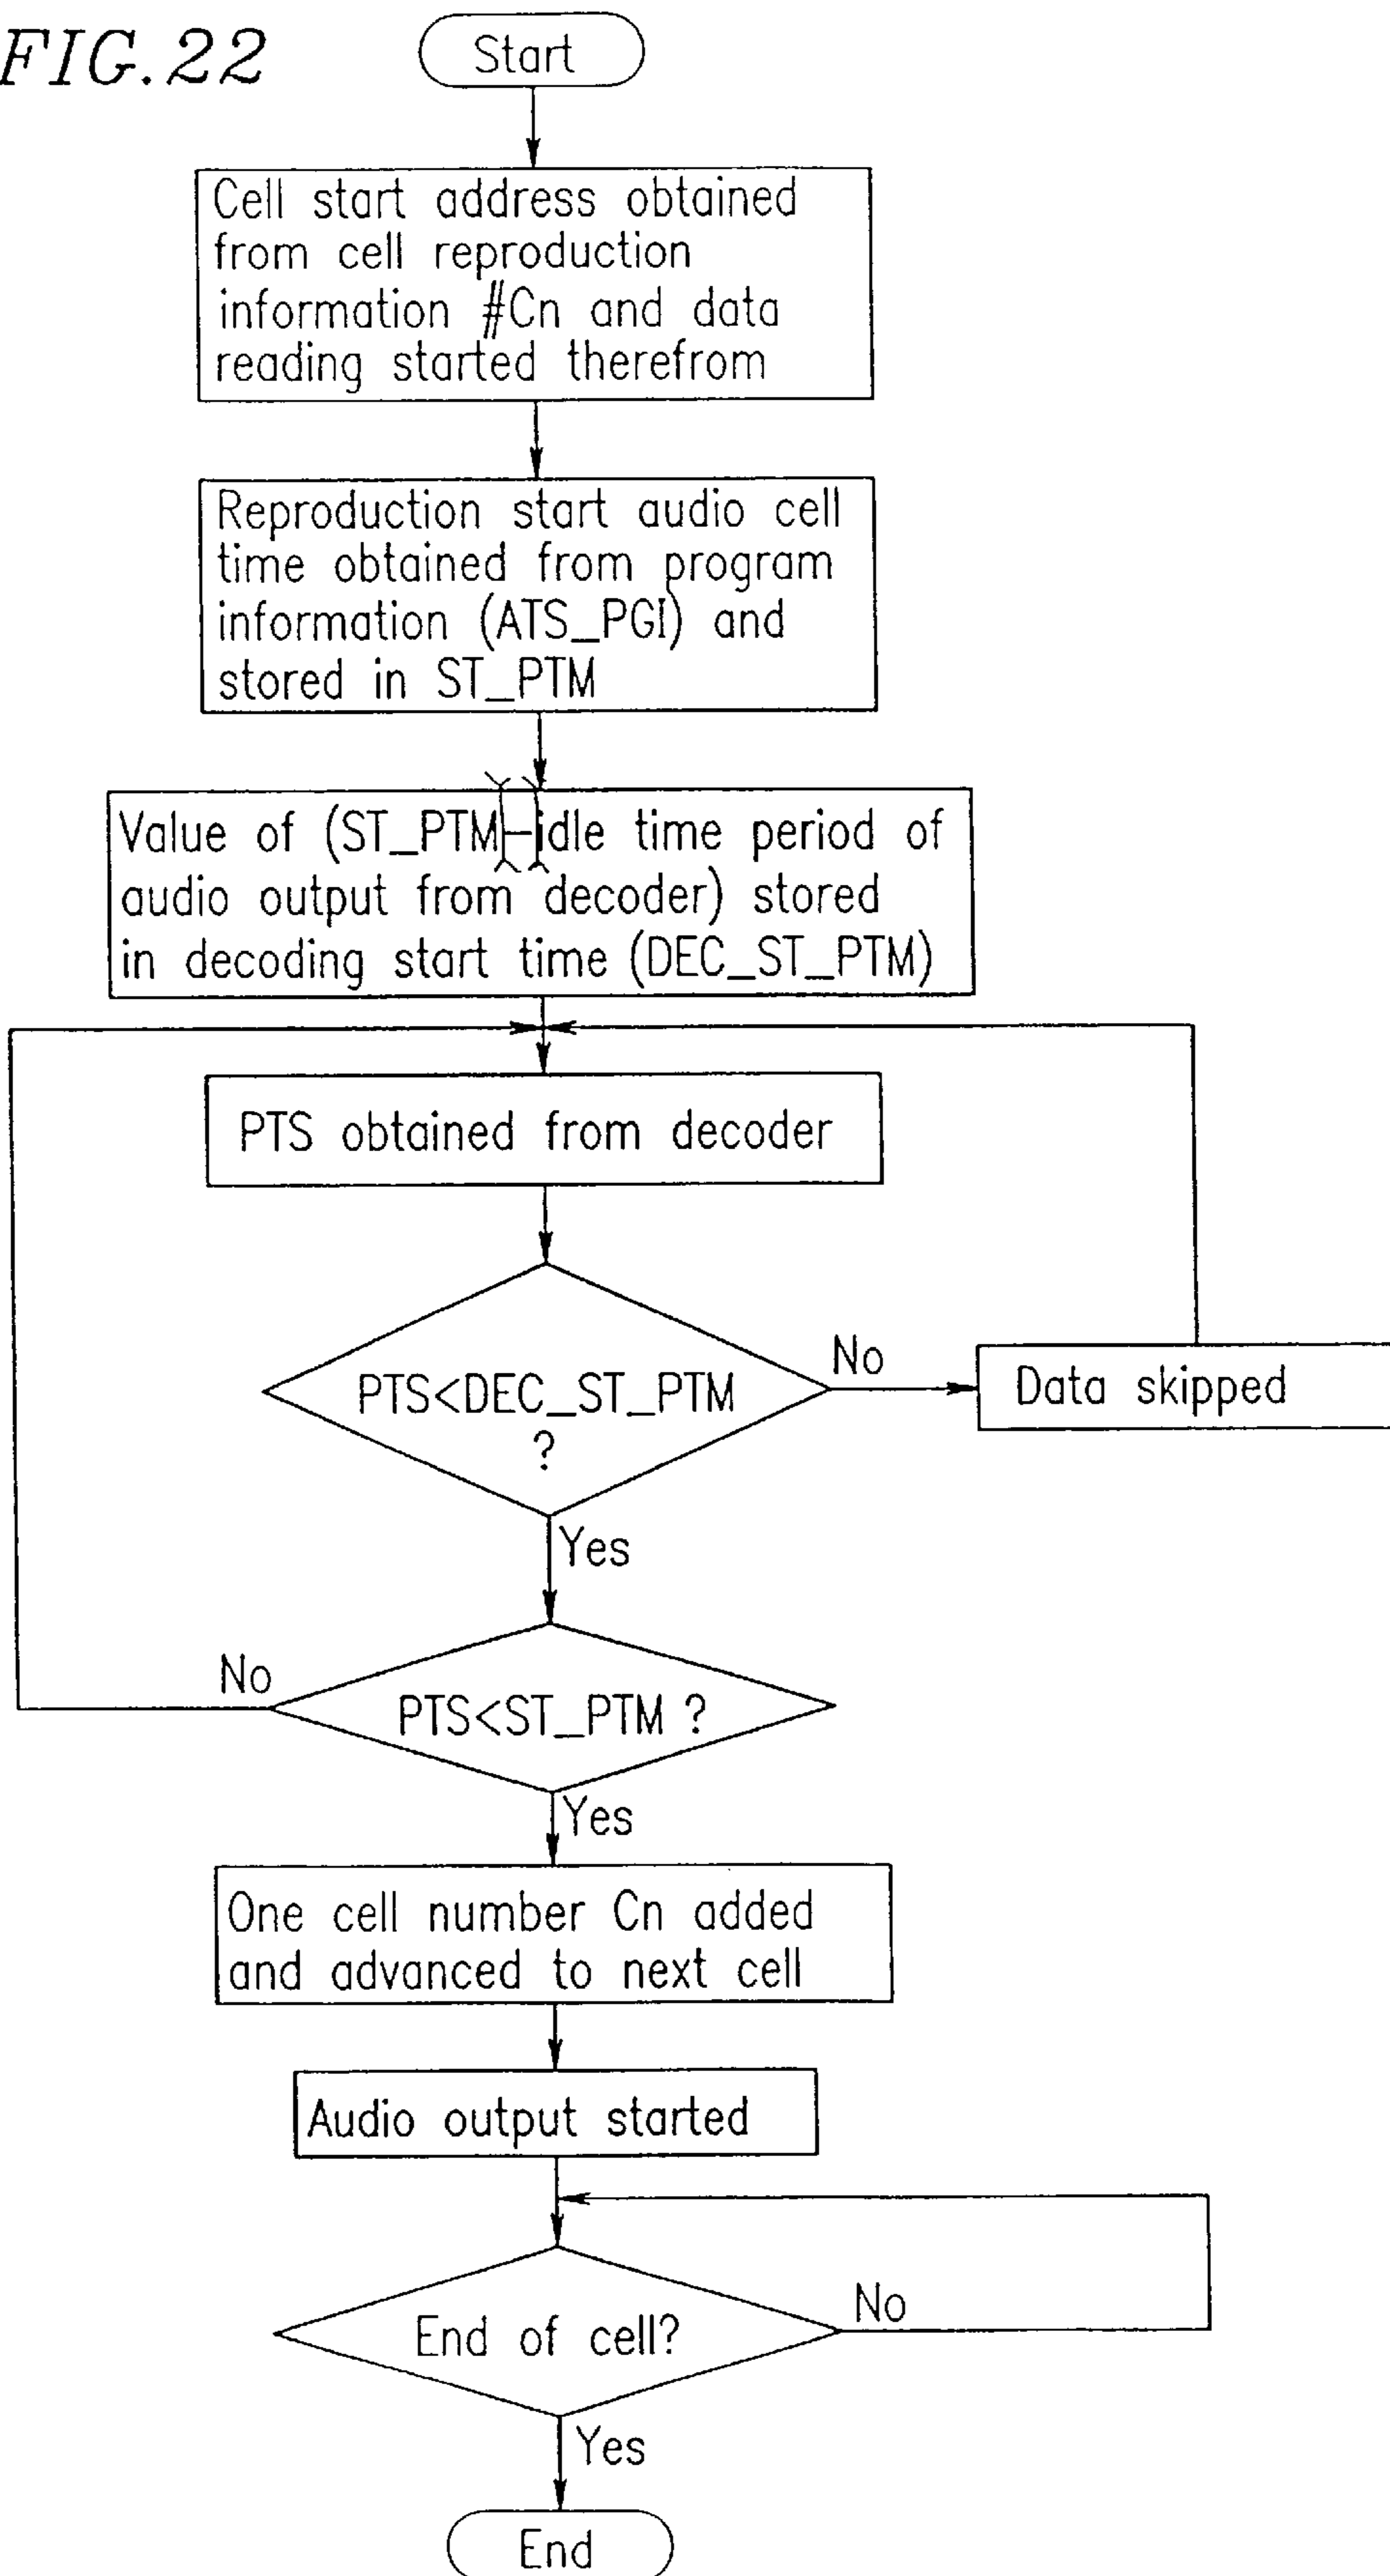 FIG.22
Start
Cell start address obtained
from cell reproduction
information #Cn and data
reading started therefrom
Reproduction start audio cell
time obtained from program
information (ATS_PGI) and
stored in ST_PTM
Value of (ST_PTM-idle time period of
audio output from decoder) stored
in decoding start time (DEC_ST_PTM)
PTS obtained from decoder
PTS<DEC_ST_PTM
?
No
Data skipped
Yes
No
PTS<ST_PTM ?
Yes
One cell number Cn added
and advanced to next cell
Audio output started
End of cell?
No
Yes
End